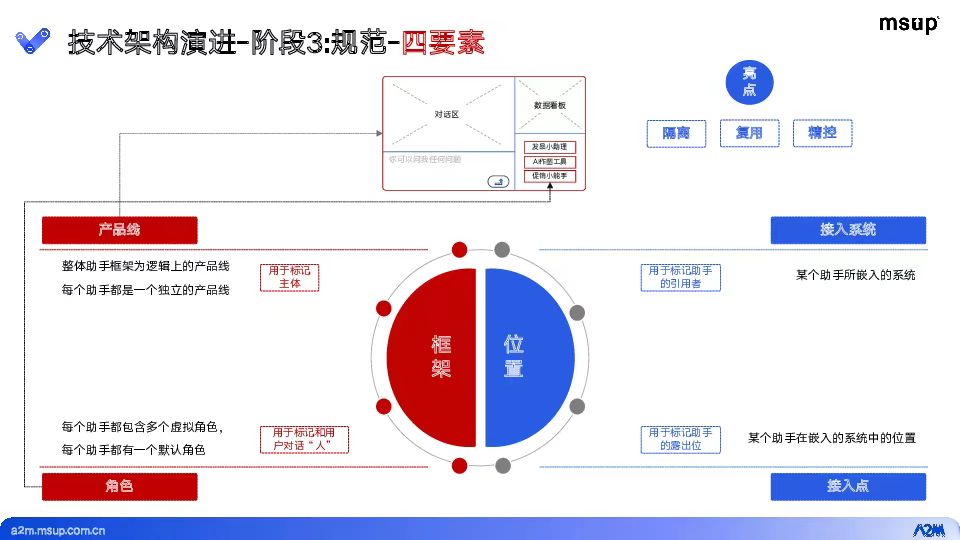 技术架构演进-阶段3:规范-四要素
msup
亮
点
隔离
复用
精控
对话区
数据看板
发品小助理
AI作图工具
促销小能手
你可以问我任何问题
产品线
接入系统
整体助手框架为逻辑上的产品线
每个助手都是一个独立的产品线
用于标记
主体
用于标记助手
的引用者
某个助手所嵌入的系统
框
架
位
置
每个助手都包含多个虚拟角色，
每个助手都有一个默认角色
用于标记和用
户对话“人”
用于标记助手
的露出位
某个助手在嵌入的系统中的位置
角色
接入点
a2m.msup.com.cn
A2M